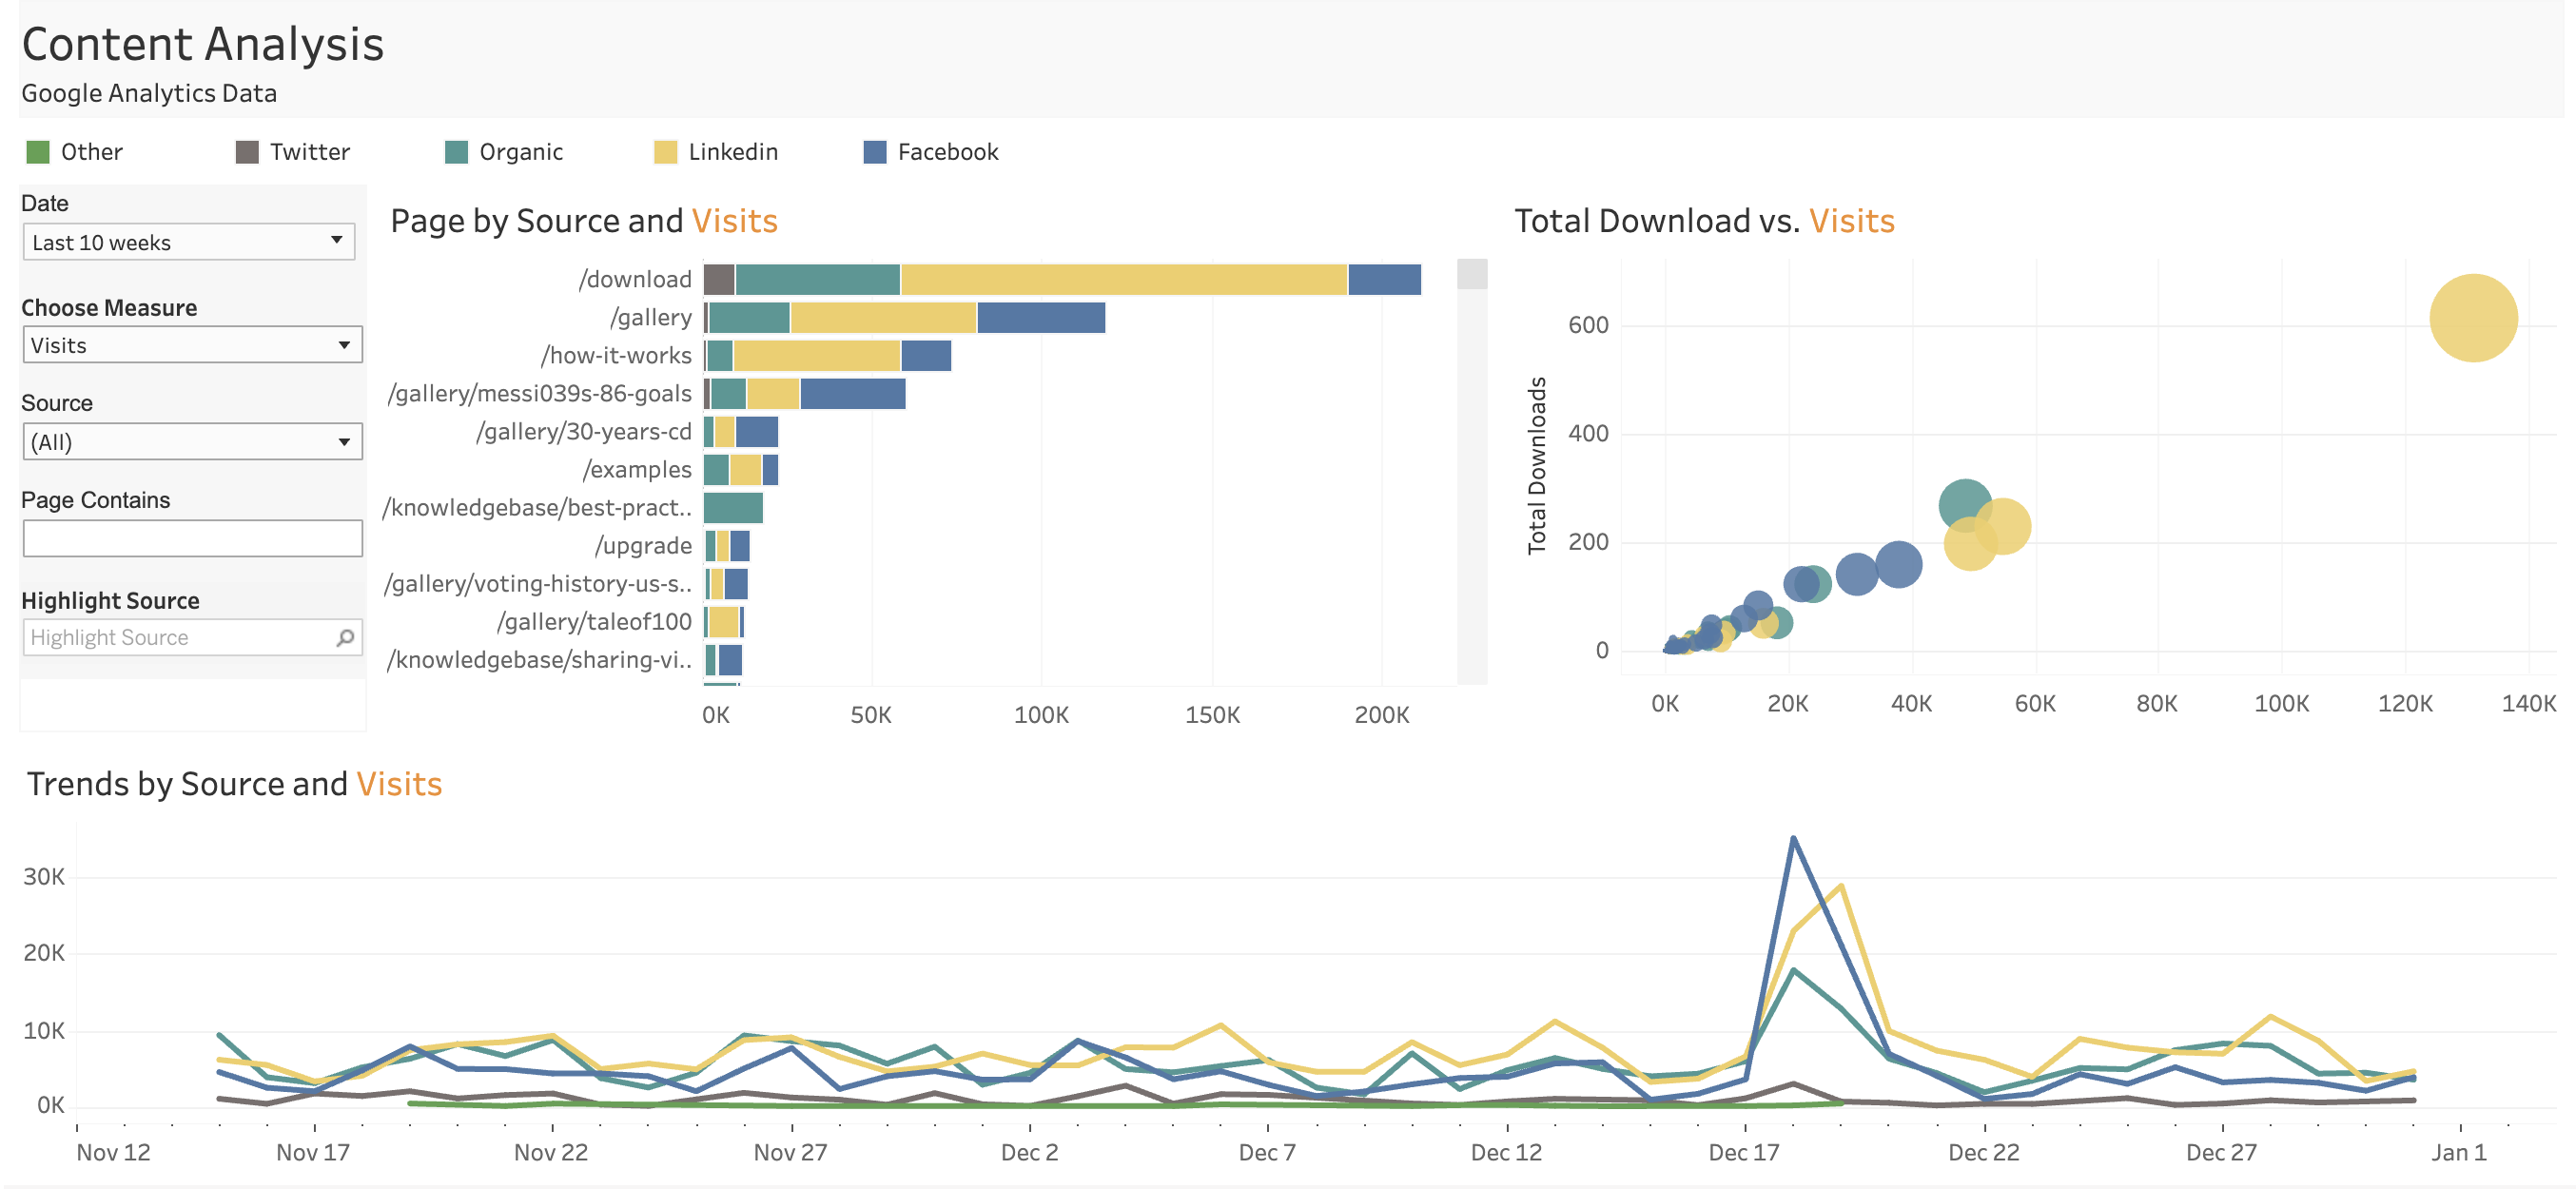 Content Analysis
Google Analytics Data
Other Twitter Organic Linkedin Facebook
Date
Last 10 weeks
Choose Measure
Visits
Source
(All)
Page Contains
Highlight Source
Highlight Source
Page by Source and Visits
/download
/gallery
/how-it-works
/gallery/messi039s-86-goals
/gallery/30-years-cd
/examples
/knowledgebase/best-pract..
/upgrade
/gallery/voting-history-us-s..
/gallery/taleof100
/knowledgebase/sharing-vi..
0K 50K 100K 150K 200K
Total Download vs. Visits
Total Downloads
600
400
200
0
0K 20K 40K 60K 80K 100K 120K 140K
Trends by Source and Visits
30K
20K
10K
0K
Nov 12 Nov 17 Nov 22 Nov 27 Dec 2 Dec 7 Dec 12 Dec 17 Dec 22 Dec 27 Jan 1